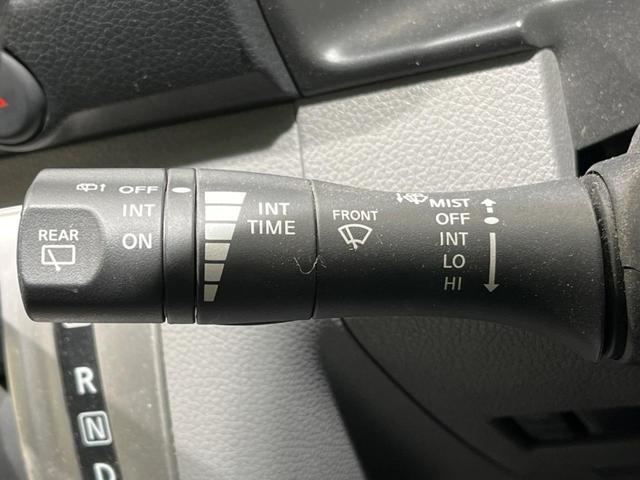 OFF
INT
ON
REAR
INT
TIME
FRONT
MIST
OFF
INT
LO
HI
R
N
D